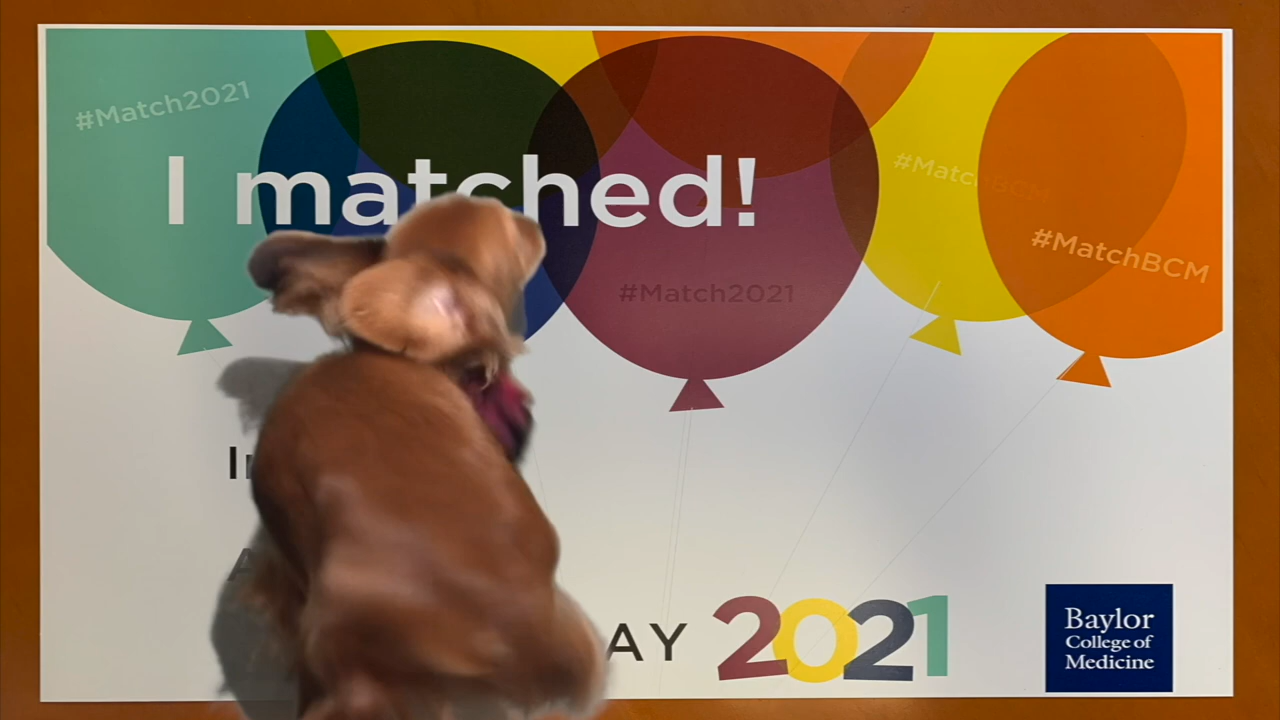 #Match2021
I matched!
#MatchBCM
#MatchBCM
#Match2021
AY 2021
Baylor
College of
Medicine